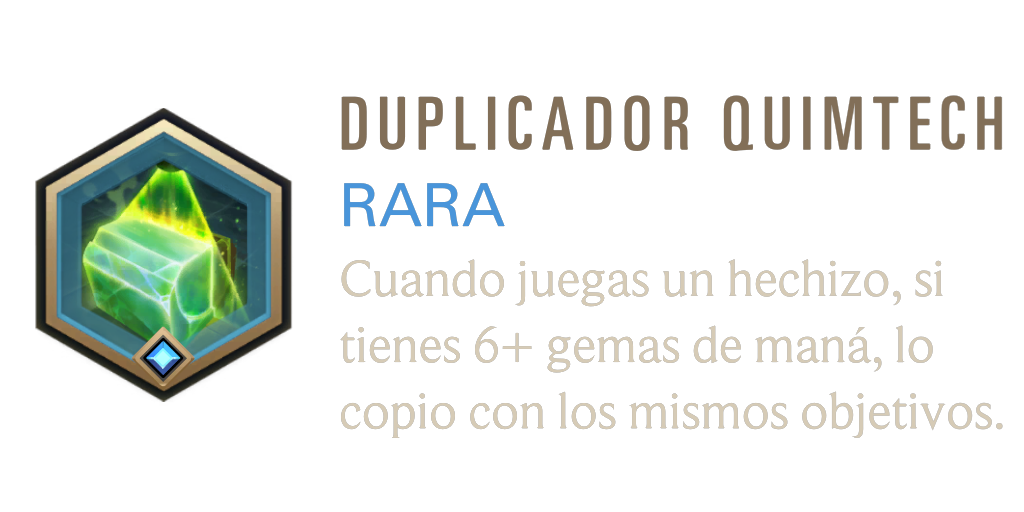 DUPLICADOR QUIMTECH
RARA
Cuando juegas un hechizo, si
tienes 6+ gemas de maná, lo
copio con los mismos objetivos.